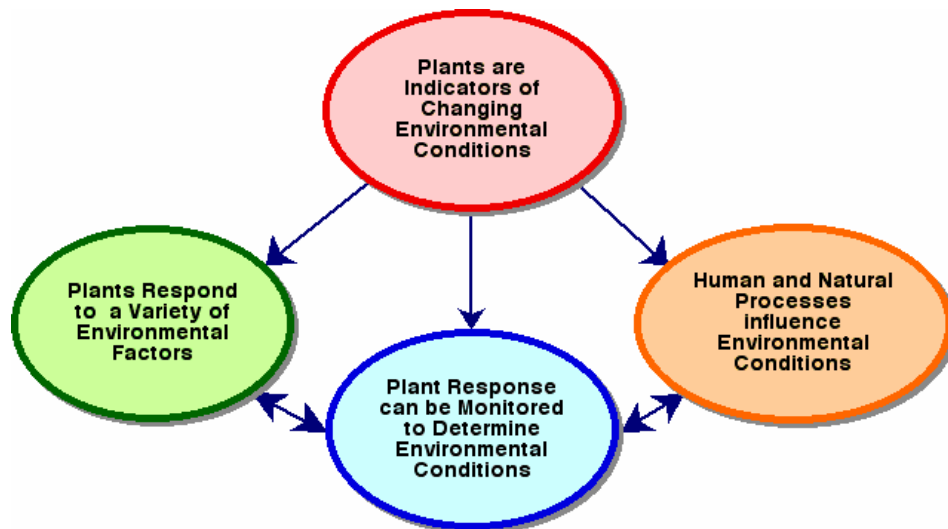 Plants are
Indicators of
Changing
Environmental
Conditions
Plants Respond
to a Variety of
Environmental
Factors
Human and Natural
Processes
influence
Environmental
Conditions
Plant Response
can be Monitored
to Determine
Environmental
Conditions